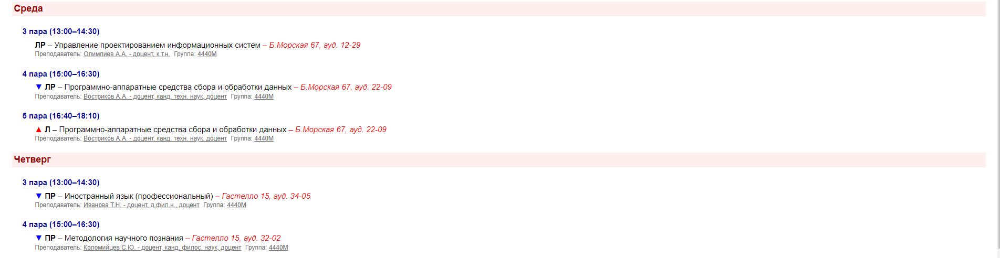 Среда
3 пара (13:00–14:30)
ЛР – Управление проектированием информационных систем – Б.Морская 67, ауд. 12-29
Преподаватель: Олимпиев А.А. - доцент, к.т.н. Группа: 4440М
4 пара (15:00–16:30)
▼ ЛР – Программно-аппаратные средства сбора и обработки данных – Б.Морская 67, ауд. 22-09
Преподаватель: Востриков А.А. - доцент, канд. техн. наук, доцент Группа: 4440М
5 пара (16:40–18:10)
▲ Л – Программно-аппаратные средства сбора и обработки данных – Б.Морская 67, ауд. 22-09
Преподаватель: Востриков А.А. - доцент, канд. техн. наук, доцент Группа: 4440М
Четверг
3 пара (13:00–14:30)
▼ ПР – Иностранный язык (профессиональный) – Гастелло 15, ауд. 34-05
Преподаватель: Иванова Т.Н. - доцент, д.фил.н., доцент Группа: 4440М
4 пара (15:00–16:30)
▼ ПР – Методология научного познания – Гастелло 15, ауд. 32-02
Преподаватель: Коломийцев С.Ю. - доцент, канд. филос. наук, доцент Группа: 4440М